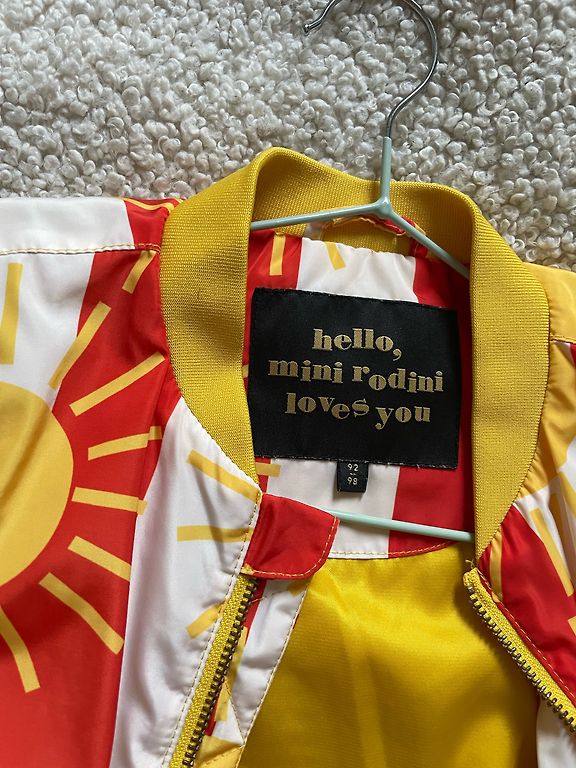 hello,
mini rodini
loves you
92
98